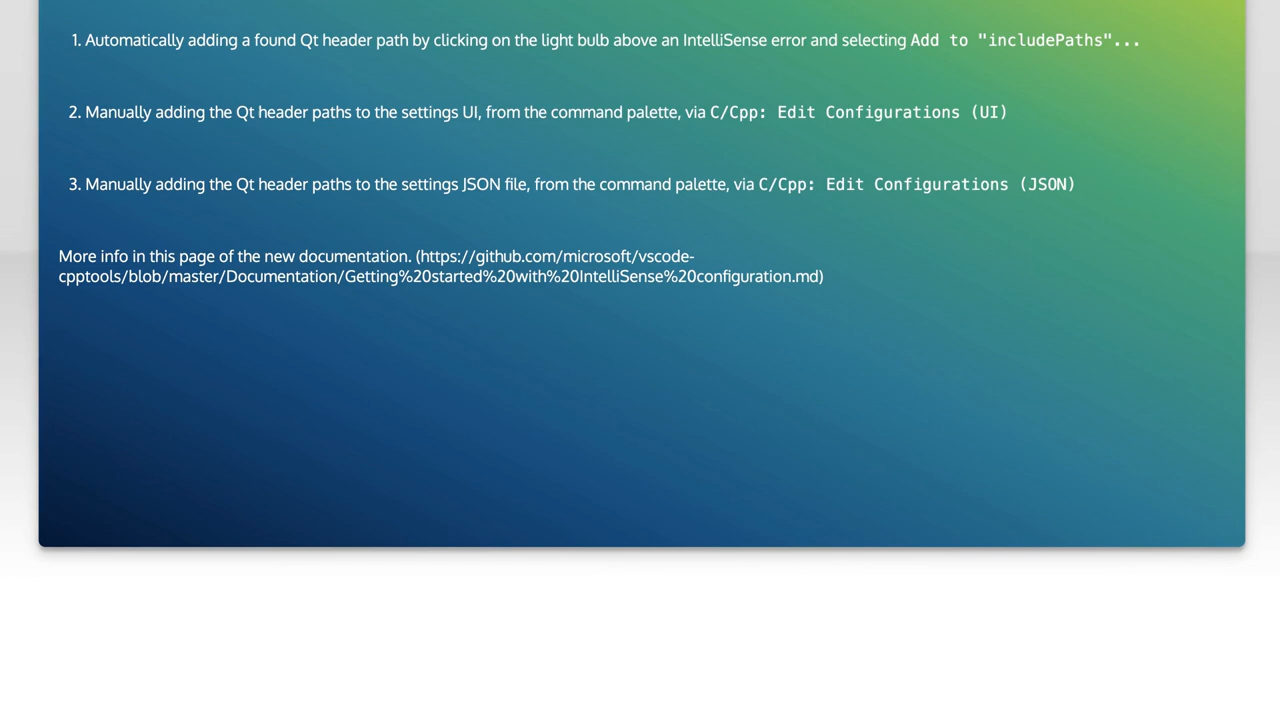 1. Automatically adding a found Qt header path by clicking on the light bulb above an IntelliSense error and selecting Add to "includePaths"...
2. Manually adding the Qt header paths to the settings UI, from the command palette, via C/Cpp: Edit Configurations (UI)
3. Manually adding the Qt header paths to the settings JSON file, from the command palette, via C/Cpp: Edit Configurations (JSON)
More info in this page of the new documentation. (https://github.com/microsoft/vscode-
cpptools/blob/master/Documentation/Getting%20started%20with%20IntelliSense%20configuration.md)